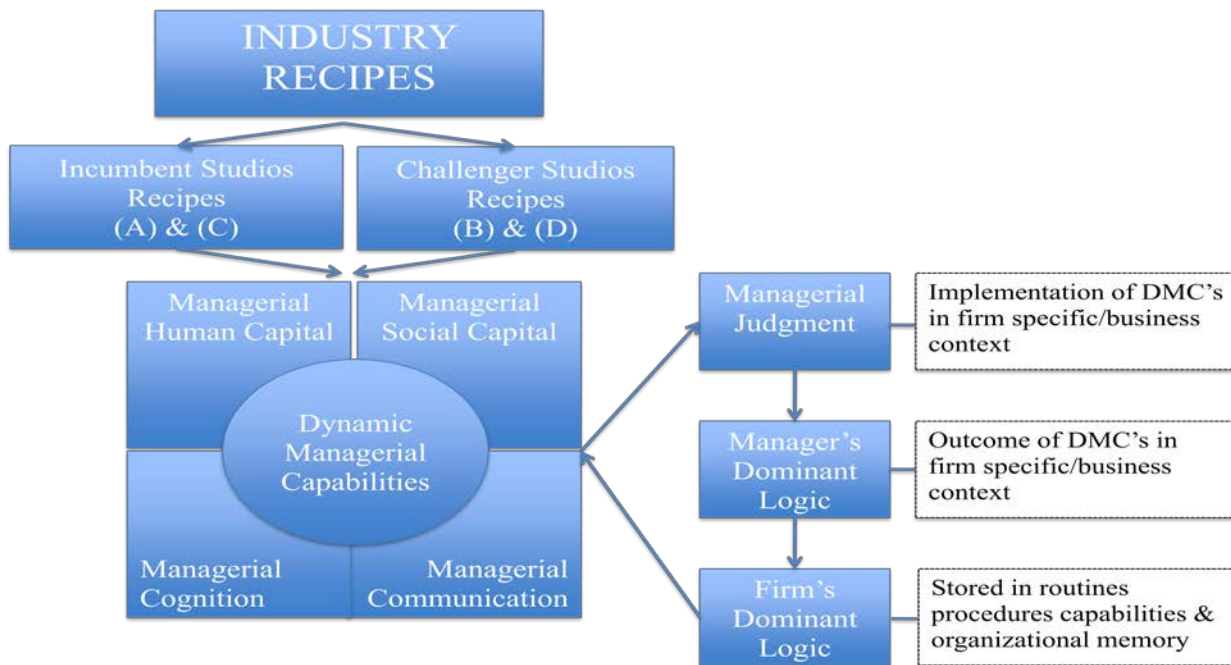 INDUSTRY
RECIPES
Incumbent Studios
Recipes
(A) & (C)
Challenger Studios
Recipes
(B) & (D)
Managerial
Human Capital
Managerial
Social Capital
Dynamic
Managerial
Capabilities
Managerial
Cognition
Managerial
Communication
Managerial
Judgment
Implementation of DMC's
in firm specific/business
context
Manager's
Dominant
Logic
Outcome of DMC's in
firm specific/business
context
Firm's
Dominant
Logic
Stored in routines
procedures capabilities &
organizational memory